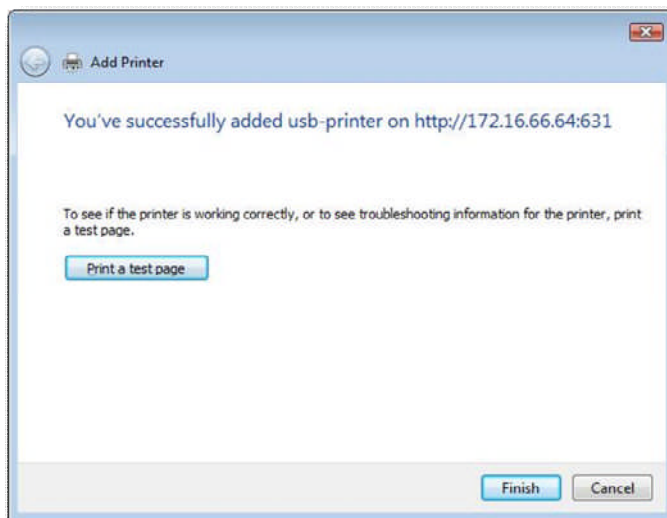 Add Printer
You've successfully added usb-printer on http://172.16.66.64:631
To see if the printer is working correctly, or to see troubleshooting information for the printer, print
a test page.
Print a test page
Finish Cancel